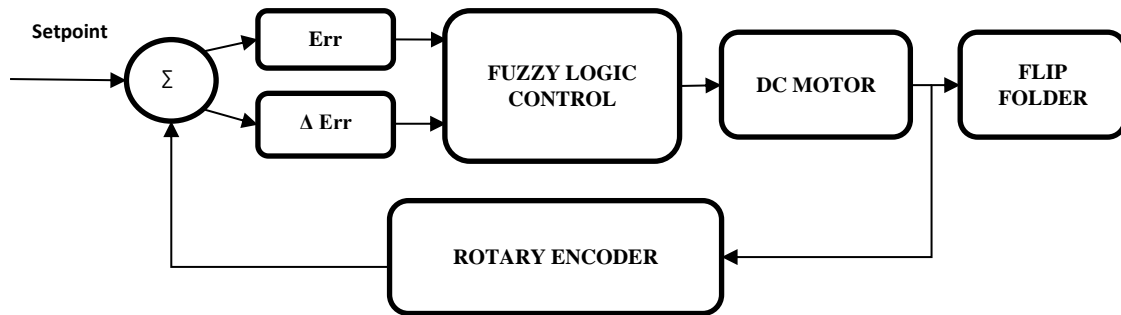 Setpoint
Σ
Err
Δ Err
FUZZY LOGIC
CONTROL
DC MOTOR
FLIP
FOLDER
ROTARY ENCODER